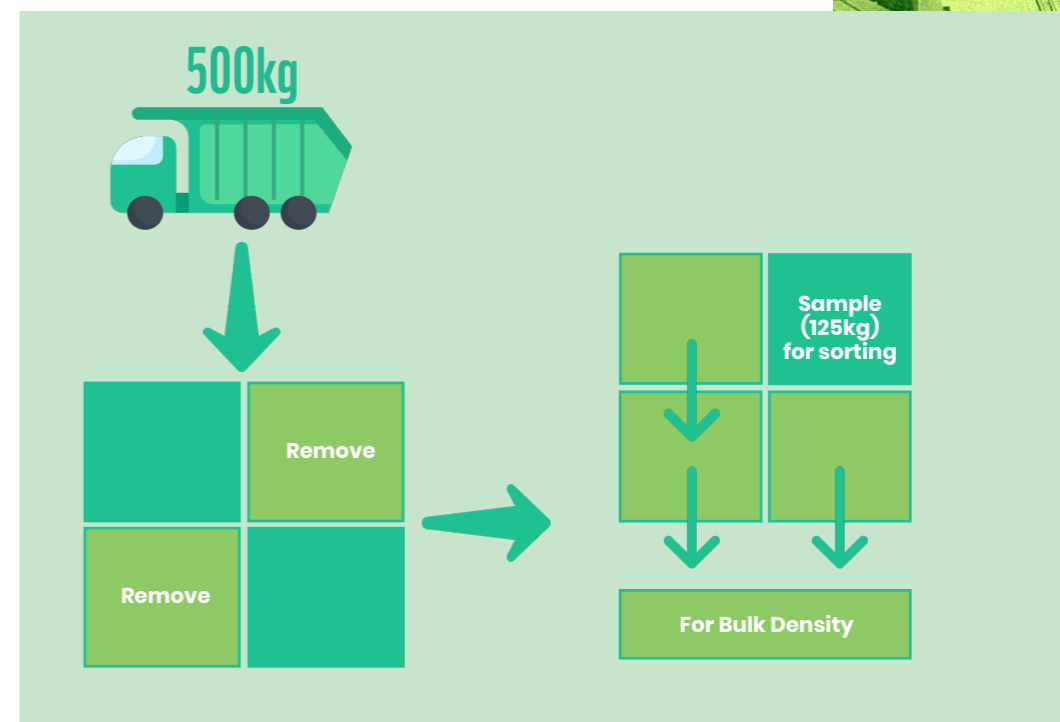 500kg
Remove
Remove
Sample
(125kg)
for sorting
For Bulk Density